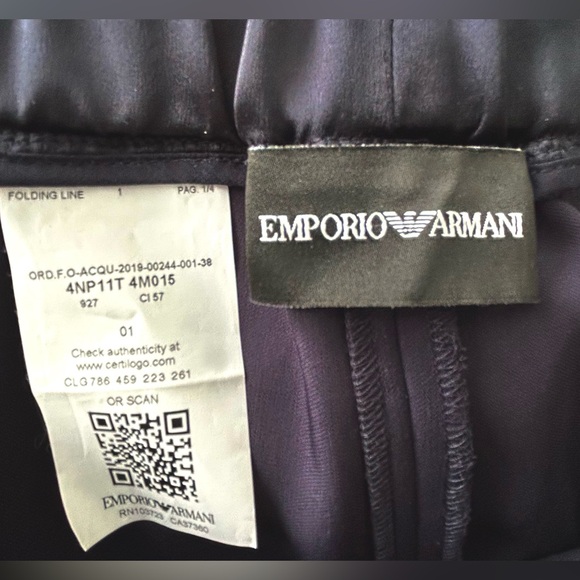 FOLDING LINE 1 PAG. 1/4
ORD.F.O-ACQU-2019-00244-001-38
4NP11T 4M015
927 CI 57
01
Check authenticity at
www.certilogo.com
CLG 786 459 223 261
OR SCAN
EMPORIO ARMANI
RN103723 CA37360
EMPORIO ARMANI